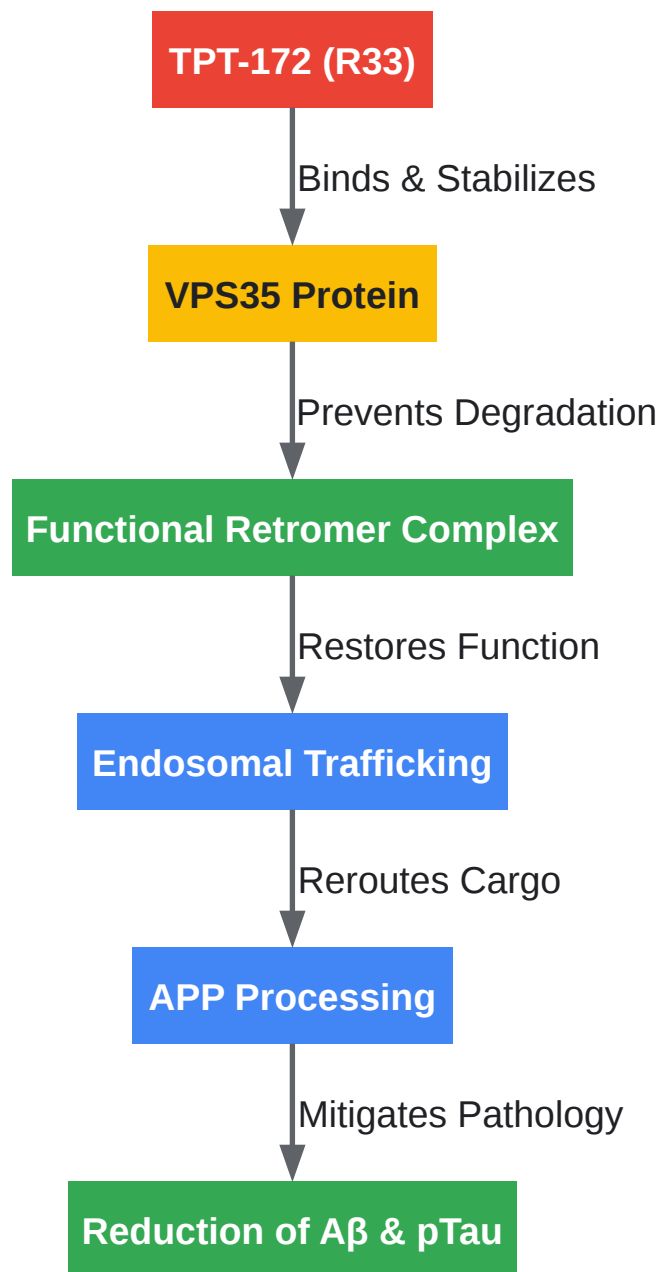 TPT-172 (R33)
Binds & Stabilizes
VPS35 Protein
Prevents Degradation
Functional Retromer Complex
Restores Function
Endosomal Trafficking
Reroutes Cargo
APP Processing
Mitigates Pathology
Reduction of Aβ & pTau